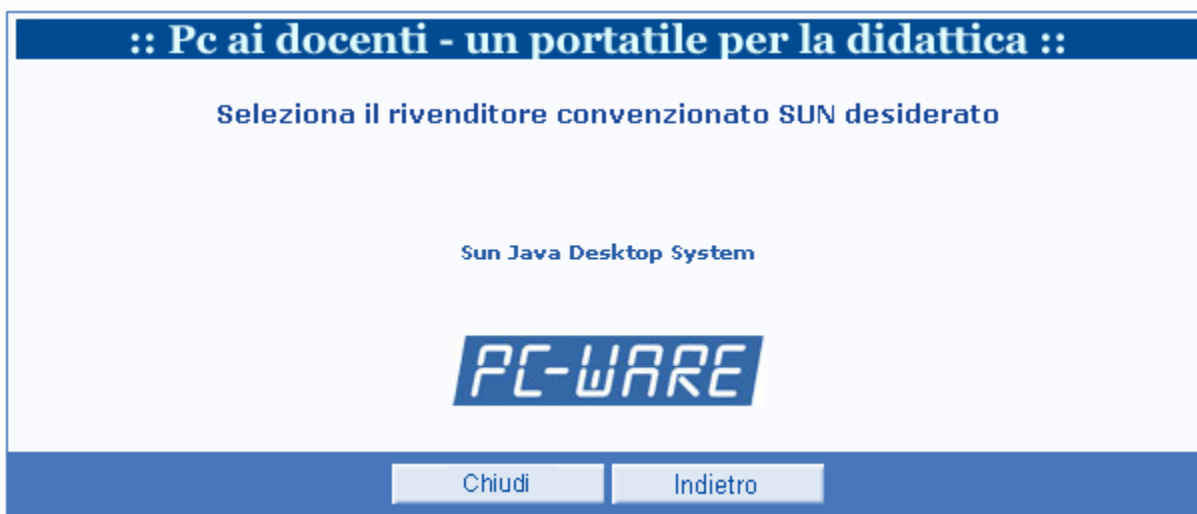 :: Pc ai docenti - un portatile per la didattica ::
Seleziona il rivenditore convenzionato SUN desiderato
Sun Java Desktop System
PC-WARE
Chiudi Indietro